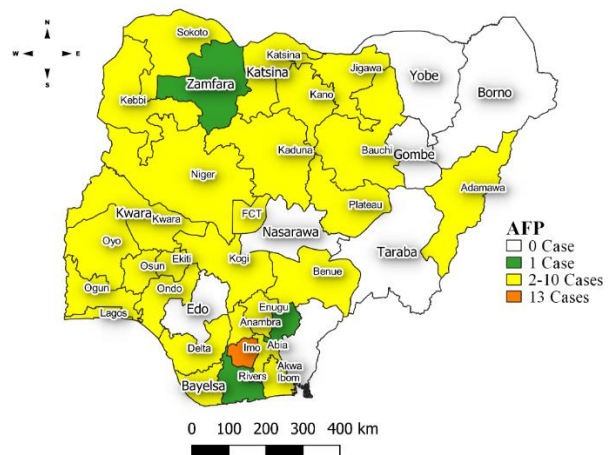 N
W E
S
Sokoto
Katsina
Katsina
Jigawa
Yobe
Borno
Zamfara
Kano
Kebbi
Kaduna
Bauchi
Gombe
Niger
Adamawa
Plateau
Kwara
Kwara
FCT
Nasarawa
Taraba
Oyo
Ekiti
Kogi
Osun
Benue
Ogun
Ondo
Edo
Enugu
Lagos
Anambra
Delta
Imo
Abia
Akwa
Ibom
Rivers
Bayelsa
AFP
0 Case
1 Case
2-10 Cases
13 Cases
0 100 200 300 400 km